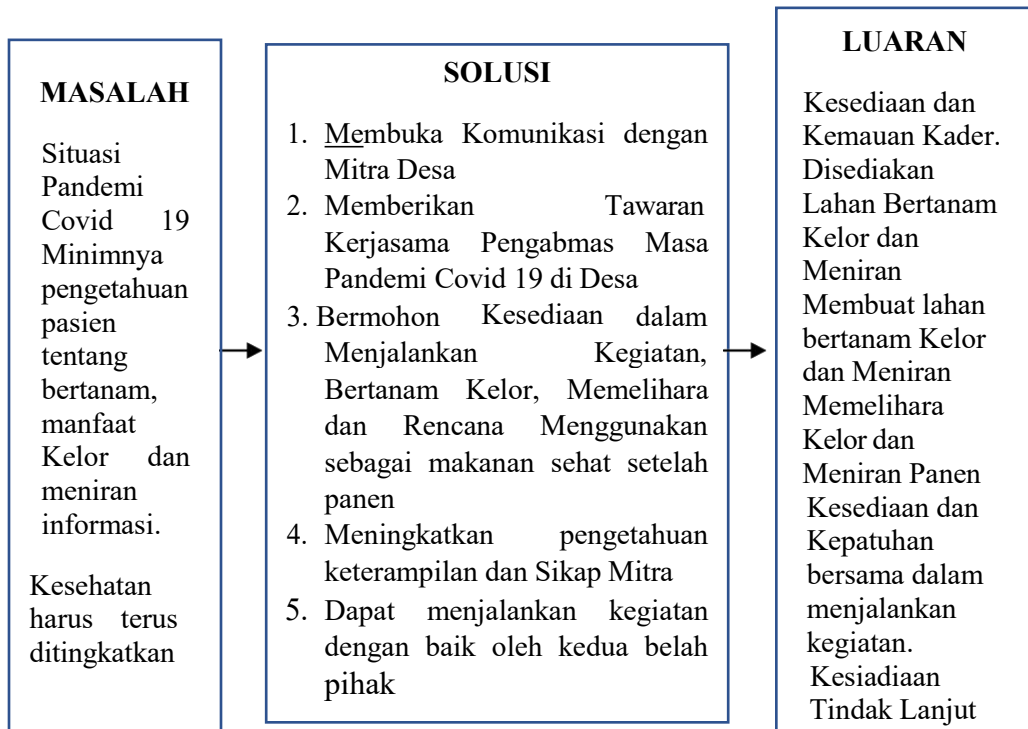 MASALAH
Situasi
Pandemi
Covid 19
Minimnya
pengetahuan
pasien
tentang
bertanam,
manfaat
Kelor dan
meniran
informasi.
Kesehatan
harus terus
ditingkatkan
SOLUSI
1. Membuka Komunikasi dengan
Mitra Desa
2. Memberikan Tawaran
Kerjasama Pengabmas Masa
Pandemi Covid 19 di Desa
3. Bermohon Kesediaan dalam
Menjalankan Kegiatan,
Bertanam Kelor, Memelihara
dan Rencana Menggunakan
sebagai makanan sehat setelah
panen
4. Meningkatkan pengetahuan
keterampilan dan Sikap Mitra
5. Dapat menjalankan kegiatan
dengan baik oleh kedua belah
pihak
LUARAN
Kesediaan dan
Kemauan Kader.
Disediakan
Lahan Bertanam
Kelor dan
Meniran
Membuat lahan
bertanam Kelor
dan Meniran
Memelihara
Kelor dan
Meniran Panen
Kesediaan dan
Kepatuhan
bersama dalam
menjalankan
kegiatan.
Kesiadiaan
Tindak Lanjut